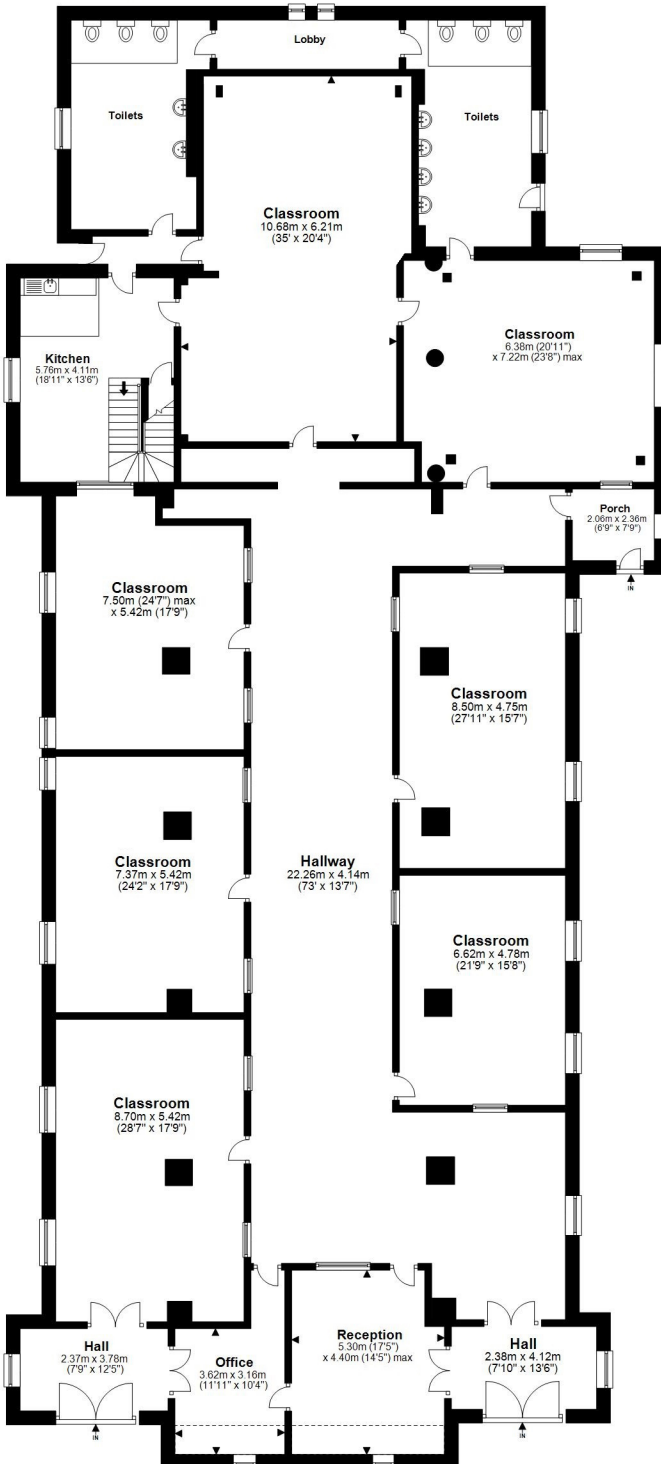 Lobby
Toilets
Toilets
Classroom
10.68m x 6.21m
(35' x 20'4")
Kitchen
5.76m x 4.11m
(18'11" x 13'6")
Classroom
6.38m (20'11")
x 7.22m (23'8") max
Porch
2.06m x 2.36m
(6'9" x 7'9")
IN
Classroom
7.50m (24'7") max
x 5.42m (17'9")
Classroom
8.50m x 4.75m
(27'11" x 15'7")
Classroom
7.37m x 5.42m
(24'2" x 17'9")
Hallway
22.26m x 4.14m
(73' x 13'7")
Classroom
6.62m x 4.78m
(21'9" x 15'8")
Classroom
8.70m x 5.42m
(28'7" x 17'9")
Hall
2.37m x 3.78m
(7'9" x 12'5")
Office
3.62m x 3.16m
(11'11" x 10'4")
Reception
5.30m (17'5")
x 4.40m (14'5") max
Hall
2.38m x 4.12m
(7'10" x 13'6")
IN
IN